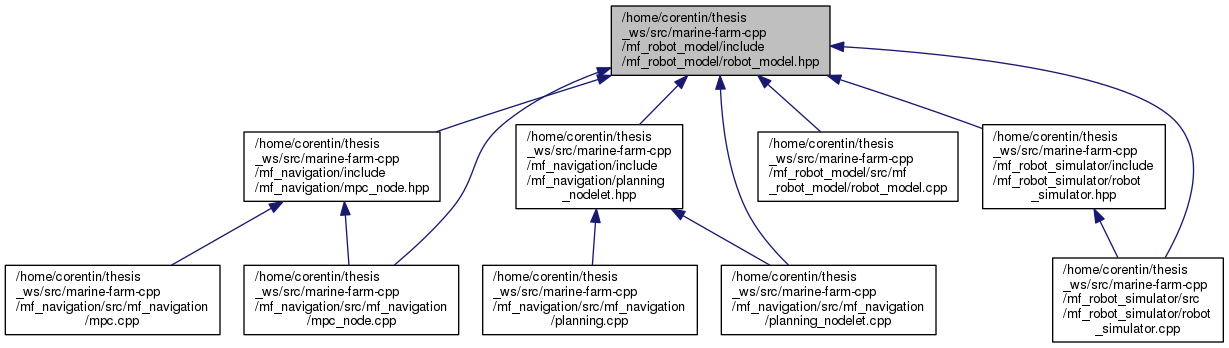 /home/corentin/thesis
_ws/src/marine-farm-cpp
/mf_robot_model/include
/mf_robot_model/robot_model.hpp
/home/corentin/thesis
_ws/src/marine-farm-cpp
/mf_navigation/include
/mf_navigation/mpc_node.hpp
/home/corentin/thesis
_ws/src/marine-farm-cpp
/mf_navigation/include
/mf_navigation/planning
_nodelet.hpp
/home/corentin/thesis
_ws/src/marine-farm-cpp
/mf_robot_model/src/mf
_robot_model/robot_model.cpp
/home/corentin/thesis
_ws/src/marine-farm-cpp
/mf_robot_simulator/include
/mf_robot_simulator/robot
_simulator.hpp
/home/corentin/thesis
_ws/src/marine-farm-cpp
/mf_navigation/src/mf_navigation
/mpc.cpp
/home/corentin/thesis
_ws/src/marine-farm-cpp
/mf_navigation/src/mf_navigation
/mpc_node.cpp
/home/corentin/thesis
_ws/src/marine-farm-cpp
/mf_navigation/src/mf_navigation
/planning.cpp
/home/corentin/thesis
_ws/src/marine-farm-cpp
/mf_navigation/src/mf_navigation
/planning_nodelet.cpp
/home/corentin/thesis
_ws/src/marine-farm-cpp
/mf_robot_simulator/src
/mf_robot_simulator/robot
_simulator.cpp